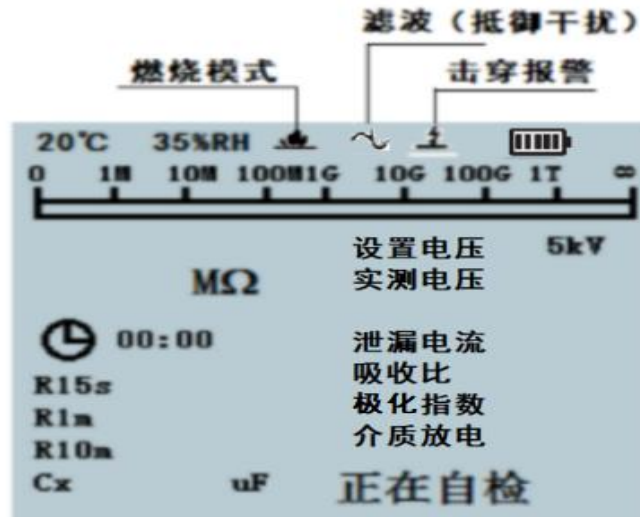 滤波（抵御干扰）
燃烧模式 击穿报警
20℃ 35%RH
0 1M 10M 100M1G 10G 100G 1T ∞
设置电压 5kV
MΩ 实测电压
00:00 泄漏电流
R15s 吸收比
R1m 极化指数
R10m 介质放电
Cx uF 正在自检